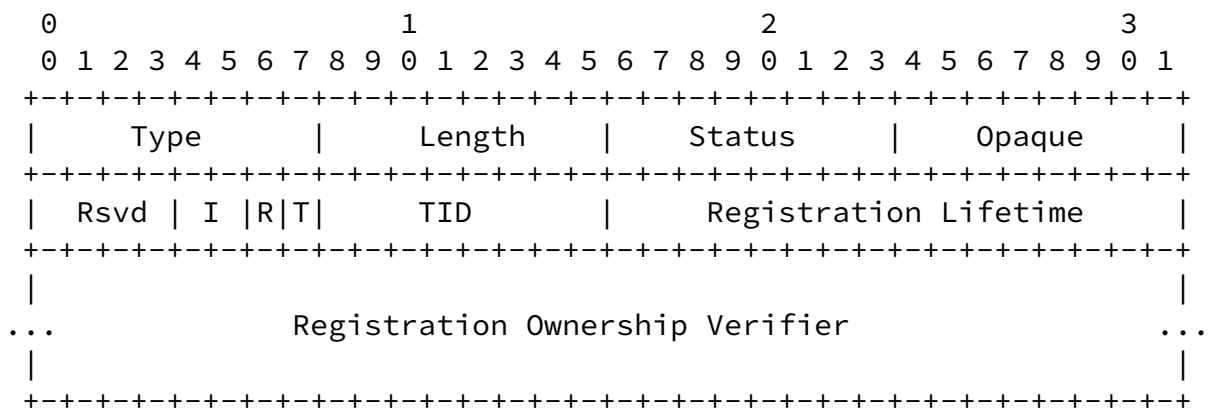 0                   1                   2                   3
 0 1 2 3 4 5 6 7 8 9 0 1 2 3 4 5 6 7 8 9 0 1 2 3 4 5 6 7 8 9 0 1
+-+-+-+-+-+-+-+-+-+-+-+-+-+-+-+-+-+-+-+-+-+-+-+-+-+-+-+-+-+-+-+-+
|     Type      |     Length    |    Status     |    Opaque     |
+-+-+-+-+-+-+-+-+-+-+-+-+-+-+-+-+-+-+-+-+-+-+-+-+-+-+-+-+-+-+-+-+
|  Rsvd | I |R|T|     TID       |     Registration Lifetime     |
+-+-+-+-+-+-+-+-+-+-+-+-+-+-+-+-+-+-+-+-+-+-+-+-+-+-+-+-+-+-+-+-+
|                                                               |
...             Registration Ownership Verifier                 ...
|                                                               |
+-+-+-+-+-+-+-+-+-+-+-+-+-+-+-+-+-+-+-+-+-+-+-+-+-+-+-+-+-+-+-+-+